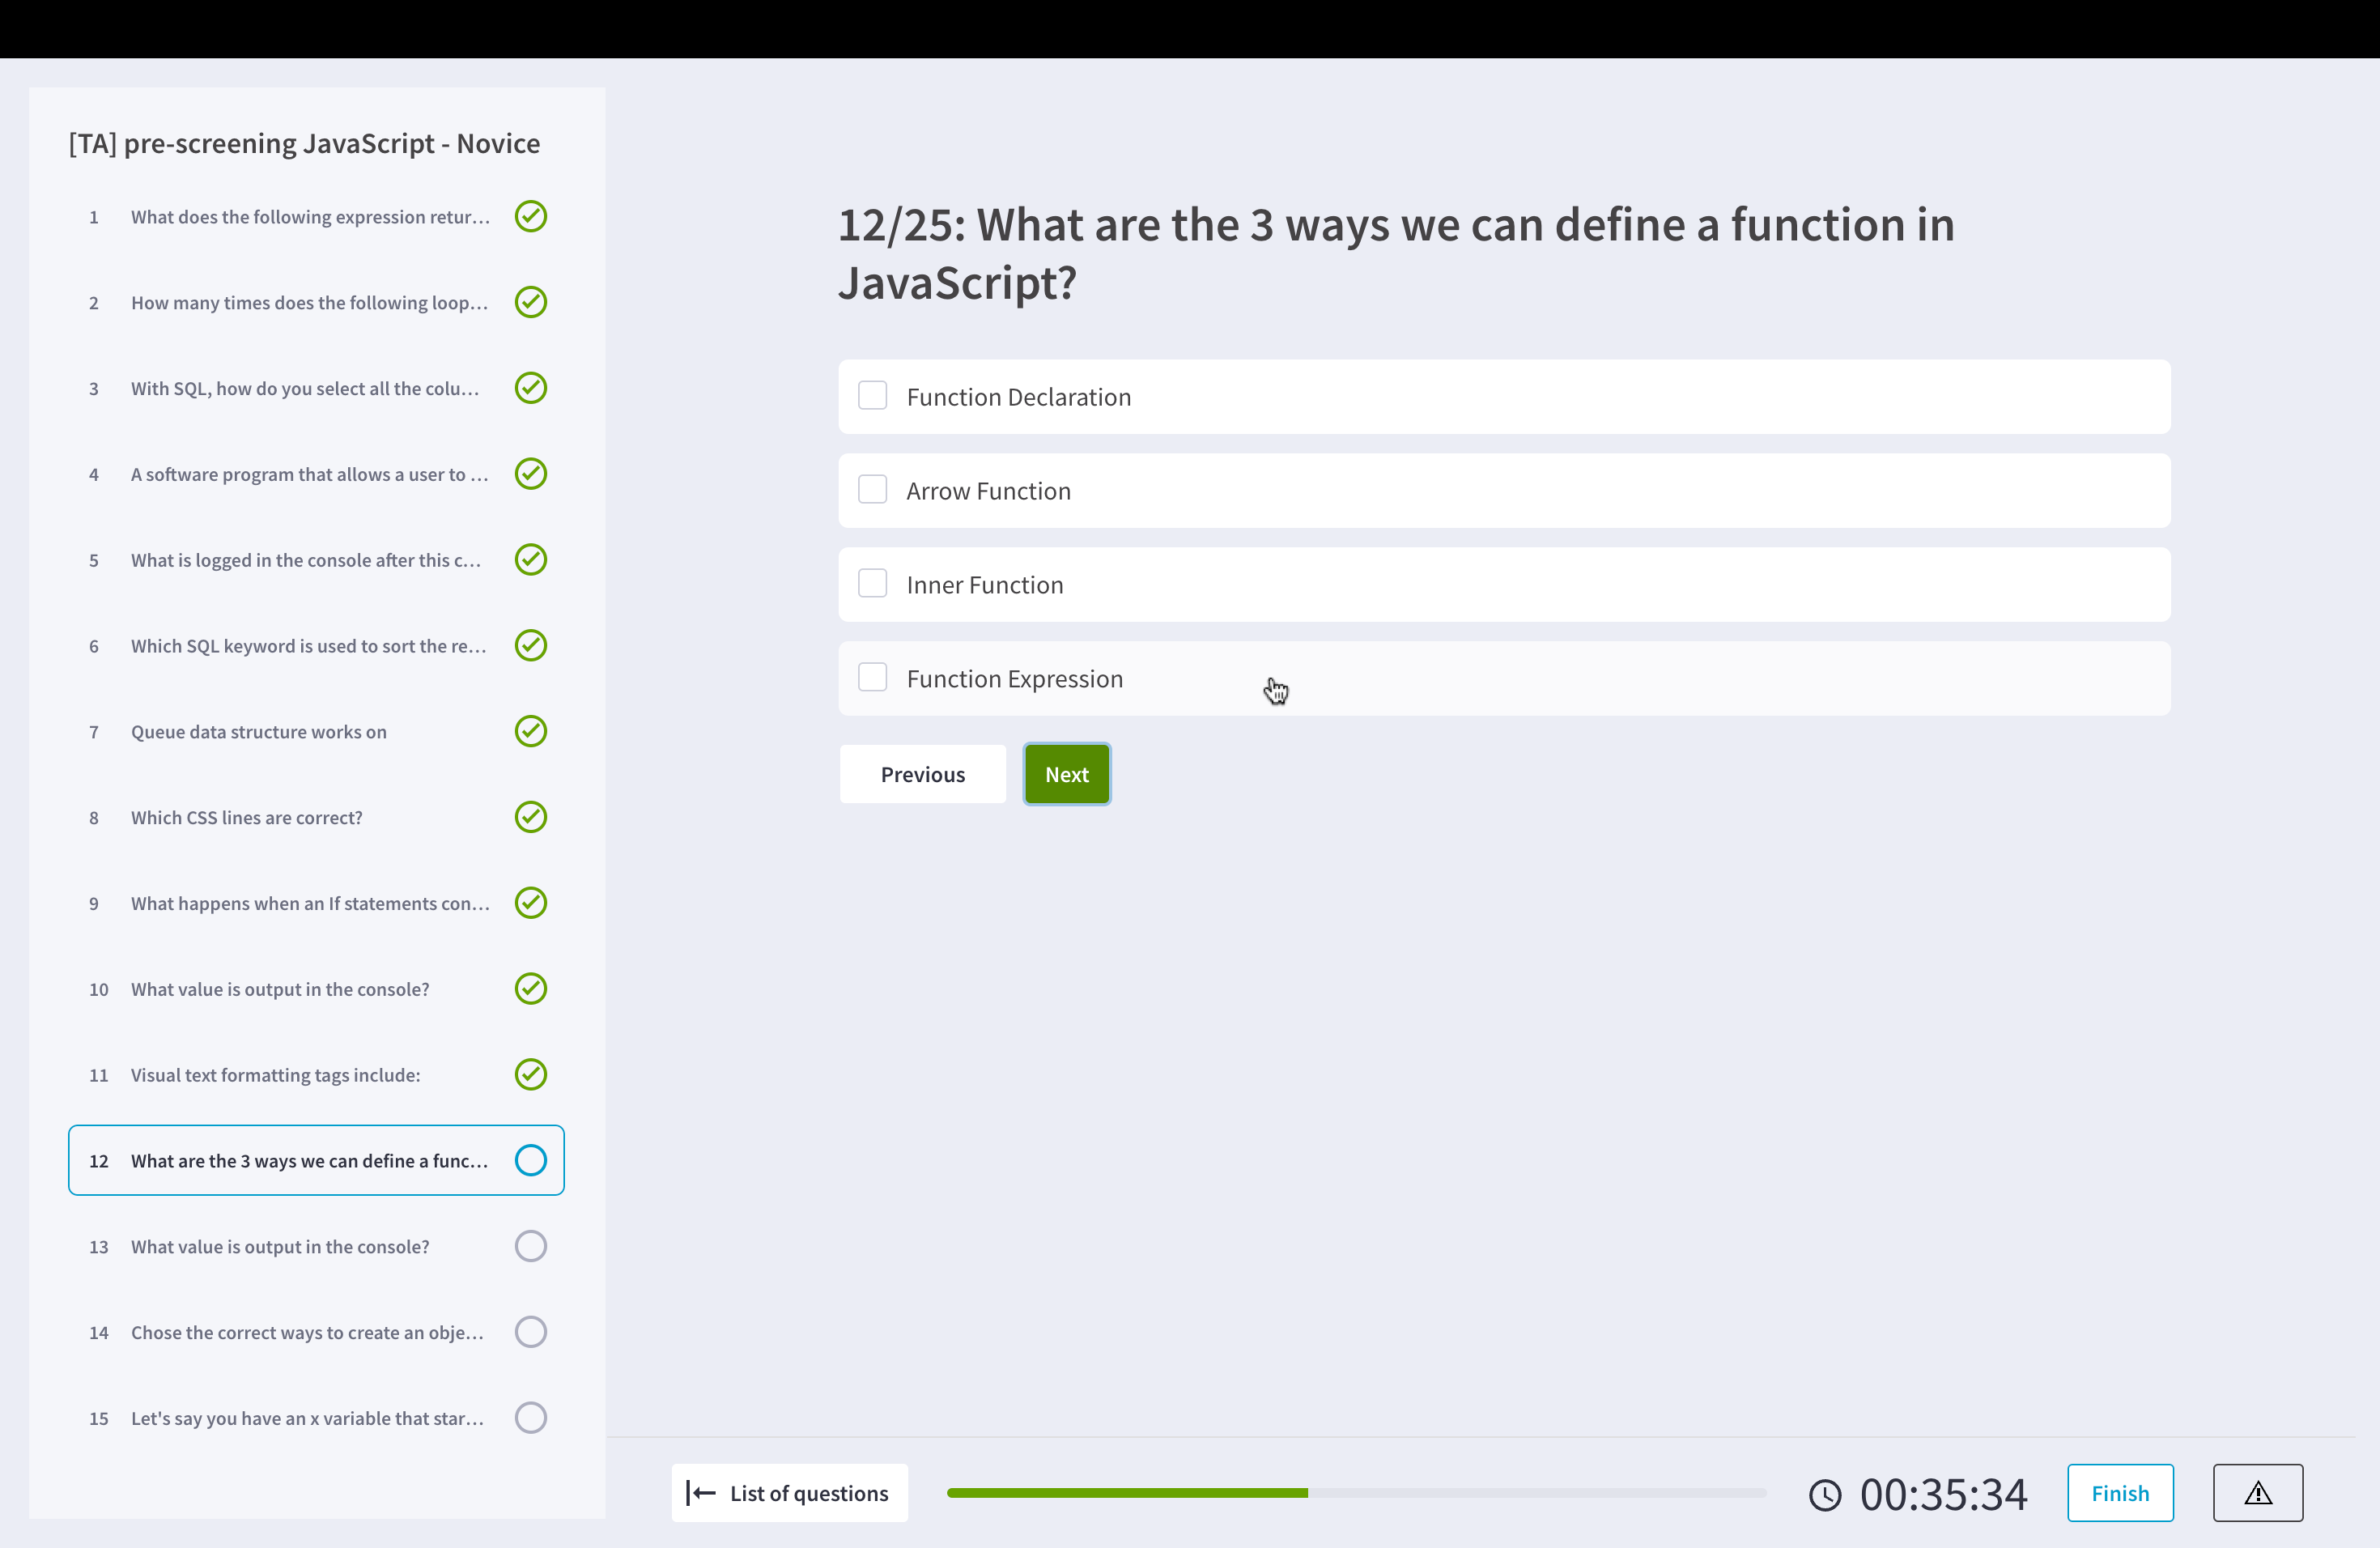 [TA] pre-screening JavaScript - Novice
1 What does the following expression retur...
2 How many times does the following loop...
3 With SQL, how do you select all the colu...
4 A software program that allows a user to ...
5 What is logged in the console after this c...
6 Which SQL keyword is used to sort the re...
7 Queue data structure works on
8 Which CSS lines are correct?
9 What happens when an If statements con...
10 What value is output in the console?
11 Visual text formatting tags include:
12 What are the 3 ways we can define a func...
13 What value is output in the console?
14 Chose the correct ways to create an obje...
15 Let's say you have an x variable that star...
12/25: What are the 3 ways we can define a function in
JavaScript?
Function Declaration
Arrow Function
Inner Function
Function Expression
Previous Next
List of questions 00:35:34 Finish